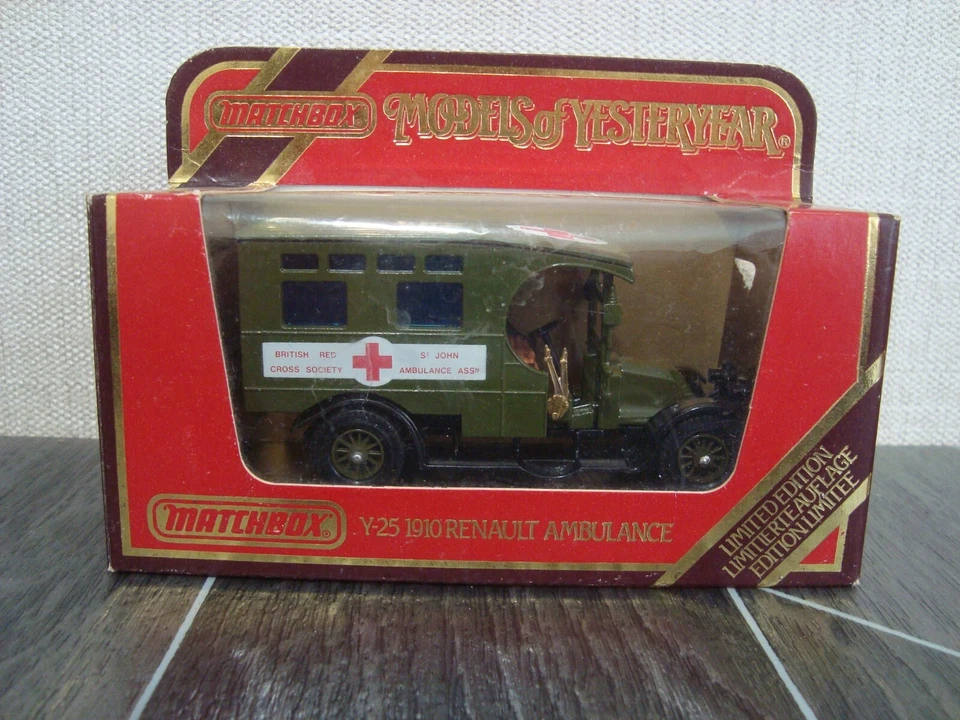 MATCHBOX
MODELS of YESTERYEAR®
BRITISH RED
CROSS SOCIETY
ST JOHN
AMBULANCE ASSN
MATCHBOX®
Y-25 1910 RENAULT AMBULANCE
LIMITED EDITION
LIMITIERTE AUFLAGE
EDITION LIMITÉE